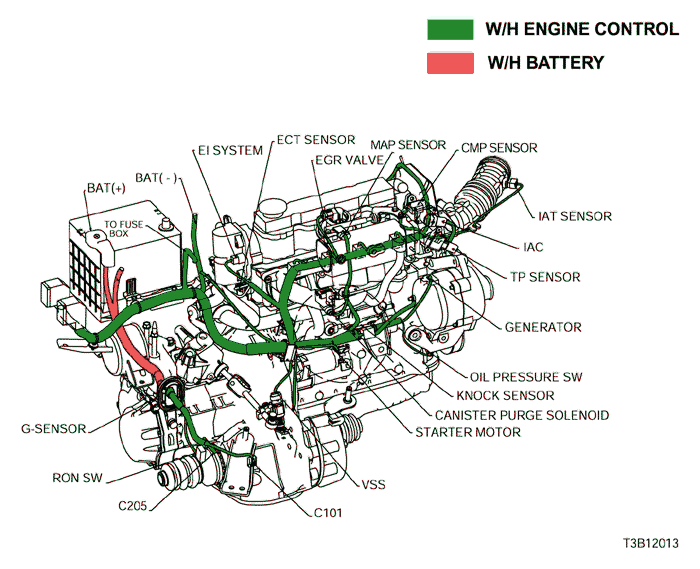 W/H ENGINE CONTROL
W/H BATTERY
ECT SENSOR
EI SYSTEM
EGR VALVE
MAP SENSOR
CMP SENSOR
BAT(+)
BAT( - )
TO FUSE
BOX
IAT SENSOR
IAC
TP SENSOR
GENERATOR
OIL PRESSURE SW
KNOCK SENSOR
CANISTER PURGE SOLENOID
STARTER MOTOR
G-SENSOR
RON SW
C205
VSS
C101
T3B12013